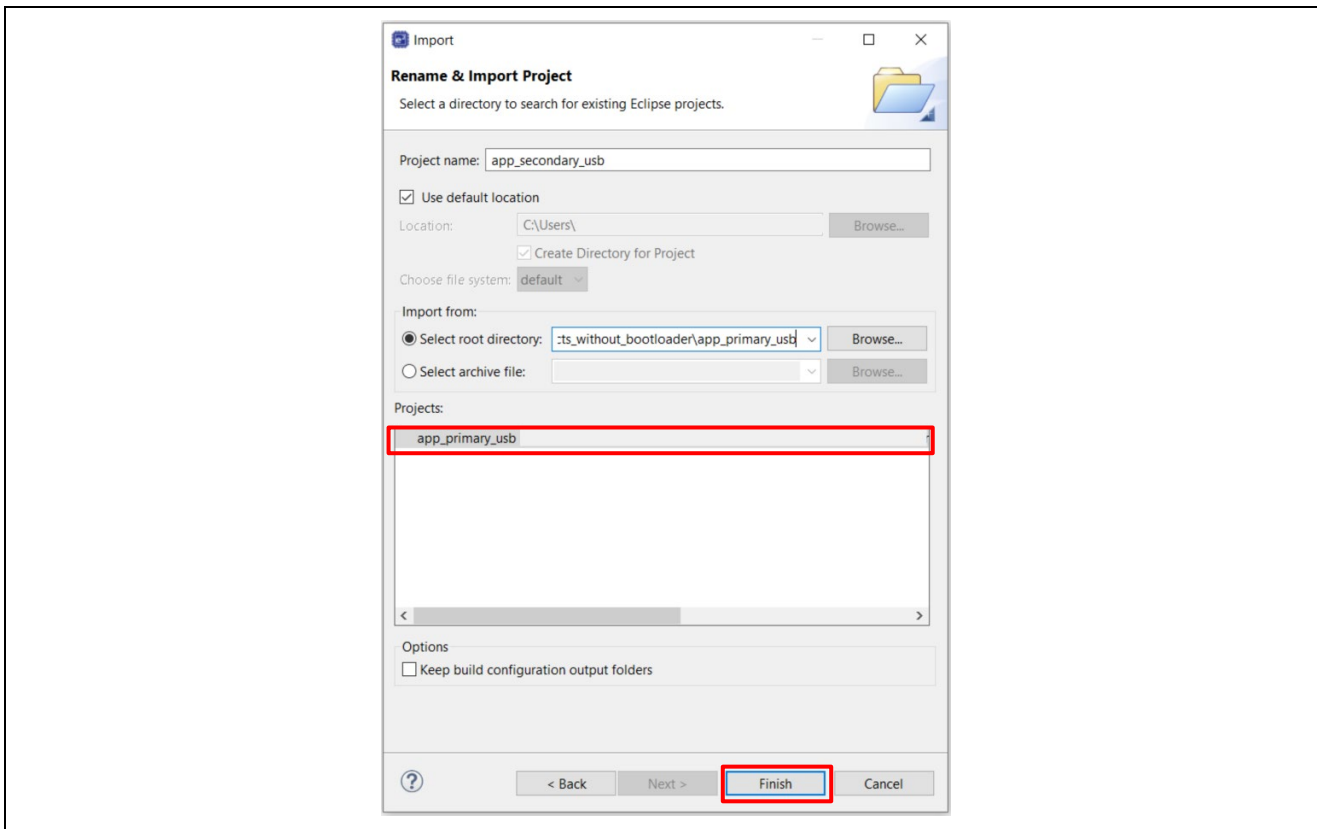 Import
Rename & Import Project
Select a directory to search for existing Eclipse projects.
Project name: app_secondary_usb
Use default location
Location: C:\Users\ Browse...
Create Directory for Project
Choose file system: default
Import from:
Select root directory: :ts_without_bootloader\app_primary_usb Browse...
Select archive file: Browse...
Projects:
app_primary_usb
Options
Keep build configuration output folders
? < Back Next > Finish Cancel